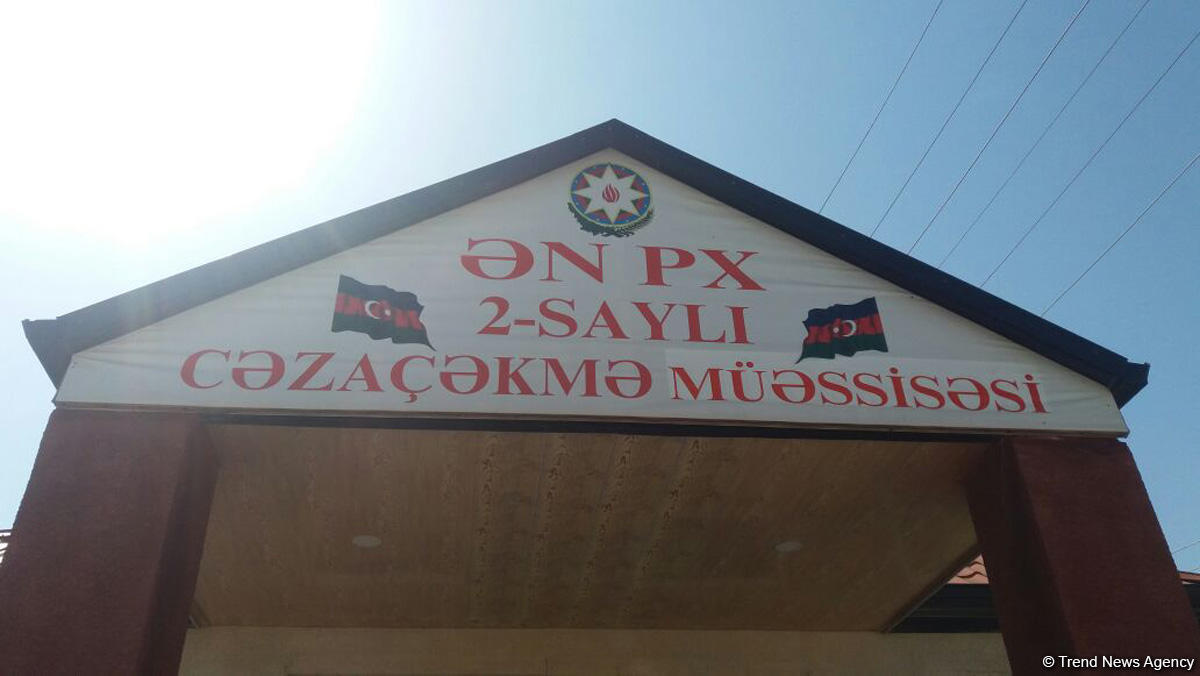 ƏN PX
2-SAYLI
CƏZAÇƏKMƏ MÜƏSSİSƏSİ
© Trend News Agency